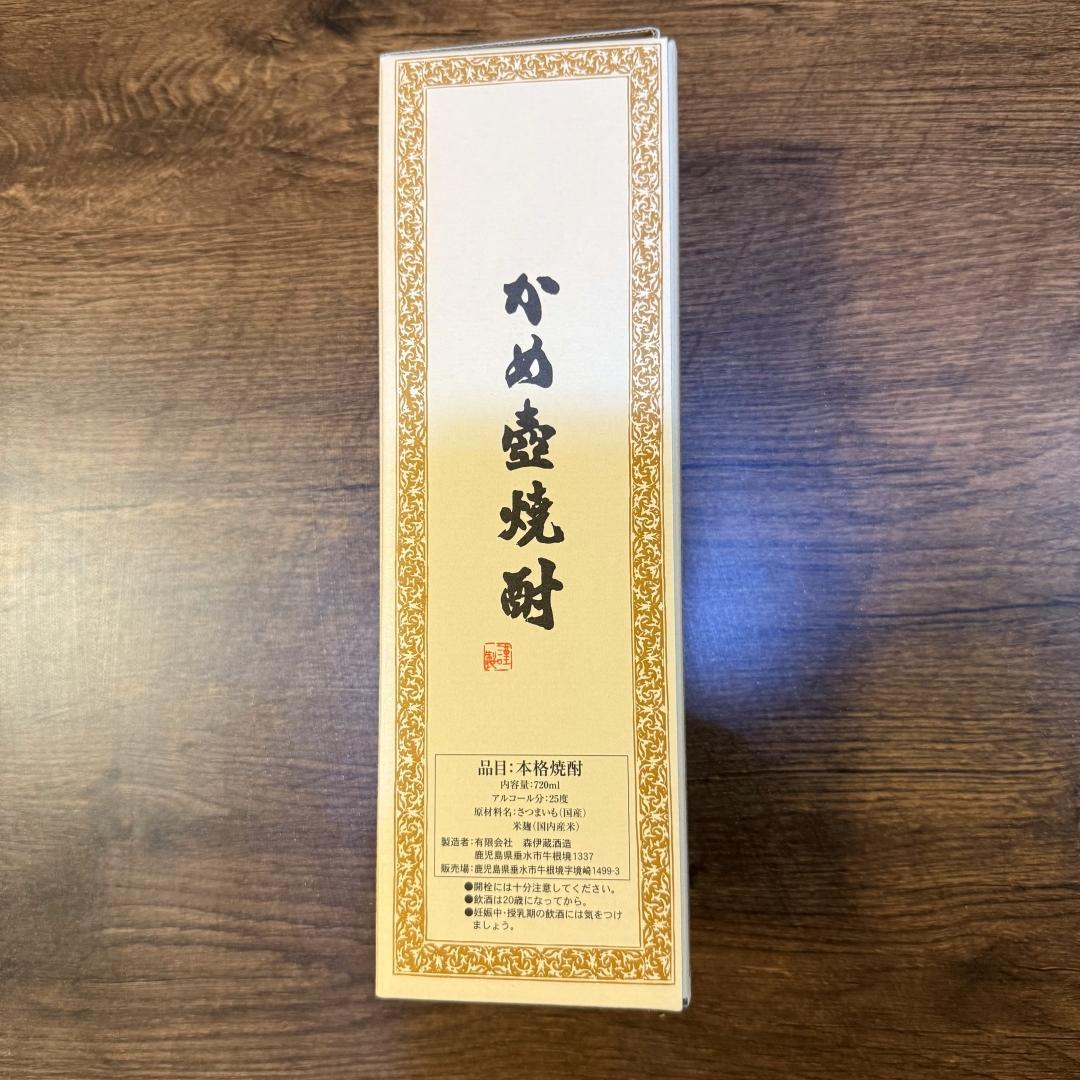 かめ壺焼酎
謹製
品目：本格焼酎
内容量：720ml
アルコール分：25度
原材料名：さつまいも（国産）
米麹（国内産米）
製造者：有限会社　森伊蔵酒造
鹿児島県垂水市牛根境1337
販売場：鹿児島県垂水市牛根境字境崎1499-3
●開栓には十分注意してください。
●飲酒は20歳になってから。
●妊娠中・授乳期の飲酒には気をつけ
ましょう。